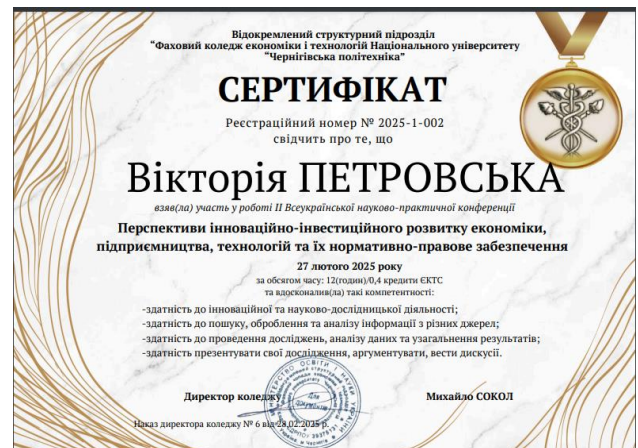 Відокремлений структурний підрозділ
“Фаховий коледж економіки і технологій Національного університету
“Чернігівська політехніка”
СЕРТИФІКАТ
Реєстраційний номер № 2025-1-002
свідчить про те, що
Вікторія ПЕТРОВСЬКА
взяв(ла) участь у роботі ІІ Всеукраїнської науково-практичної конференції
Перспективи інноваційно-інвестиційного розвитку економіки,
підприємництва, технологій та їх нормативно-правове забезпечення
27 лютого 2025 року
за обсягом часу: 12(годин)/0,4 кредити ЄКТС
та вдосконалив(ла) такі компетентності:
-здатність до інноваційної та науково-дослідницької діяльності;
-здатність до пошуку, оброблення та аналізу інформації з різних джерел;
-здатність до проведення досліджень, аналізу даних та узагальнення результатів;
-здатність презентувати свої дослідження, аргументувати, вести дискусії.
Директор коледжу Михайло СОКОЛ
Для
документів
Наказ директора коледжу № 6 від 28.02.2025 р.